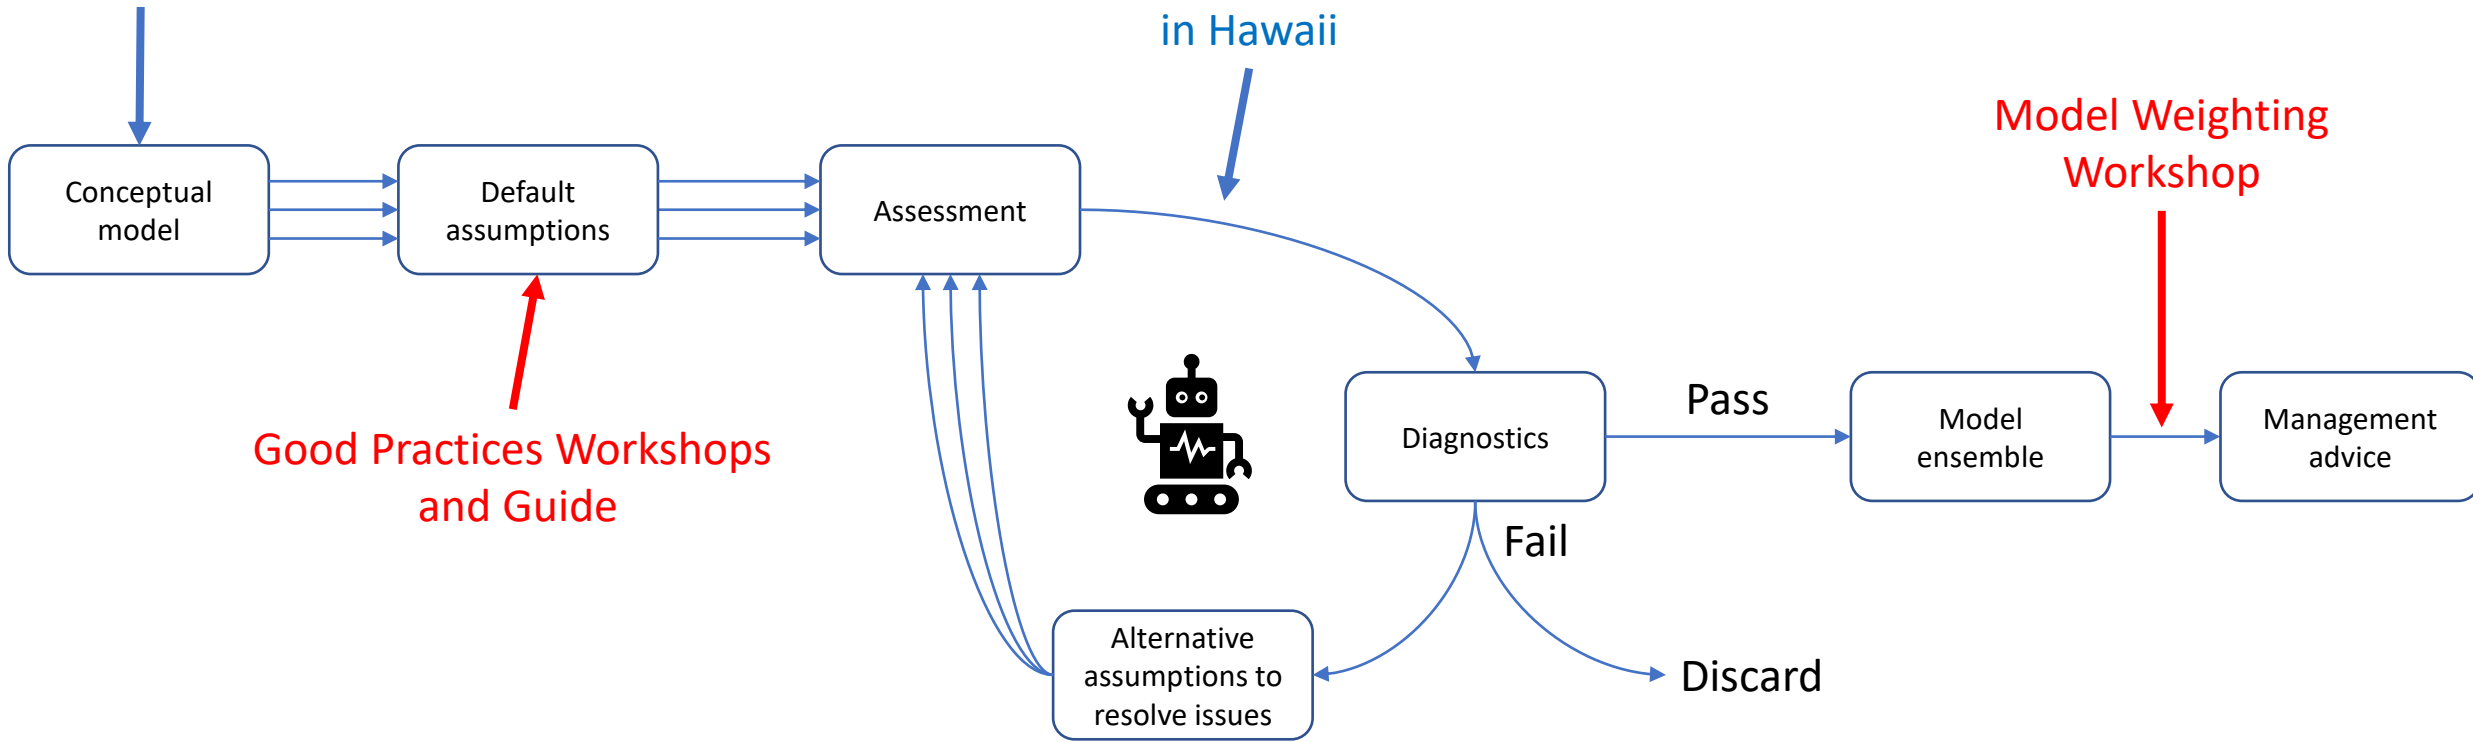 in Hawaii
Model Weighting
Workshop
Conceptual
model
Default
assumptions
Assessment
Good Practices Workshops
and Guide
Diagnostics
Pass
Fail
Model
ensemble
Management
advice
Alternative
assumptions to
resolve issues
Discard